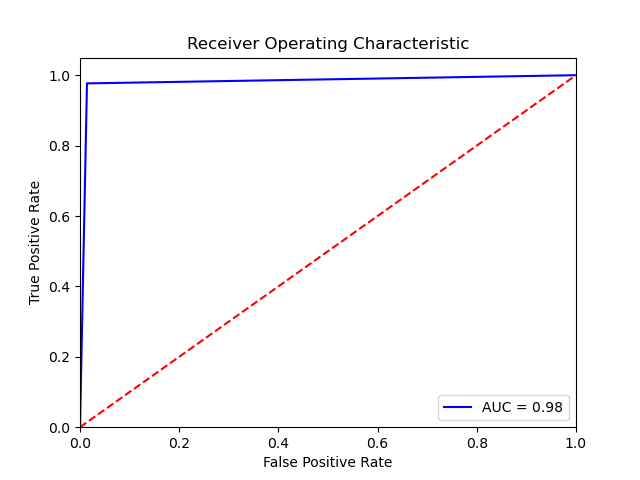 Receiver Operating Characteristic
1.0
0.8
0.6
0.4
0.2
0.0
True Positive Rate
AUC = 0.98
0.0 0.2 0.4 0.6 0.8 1.0
False Positive Rate